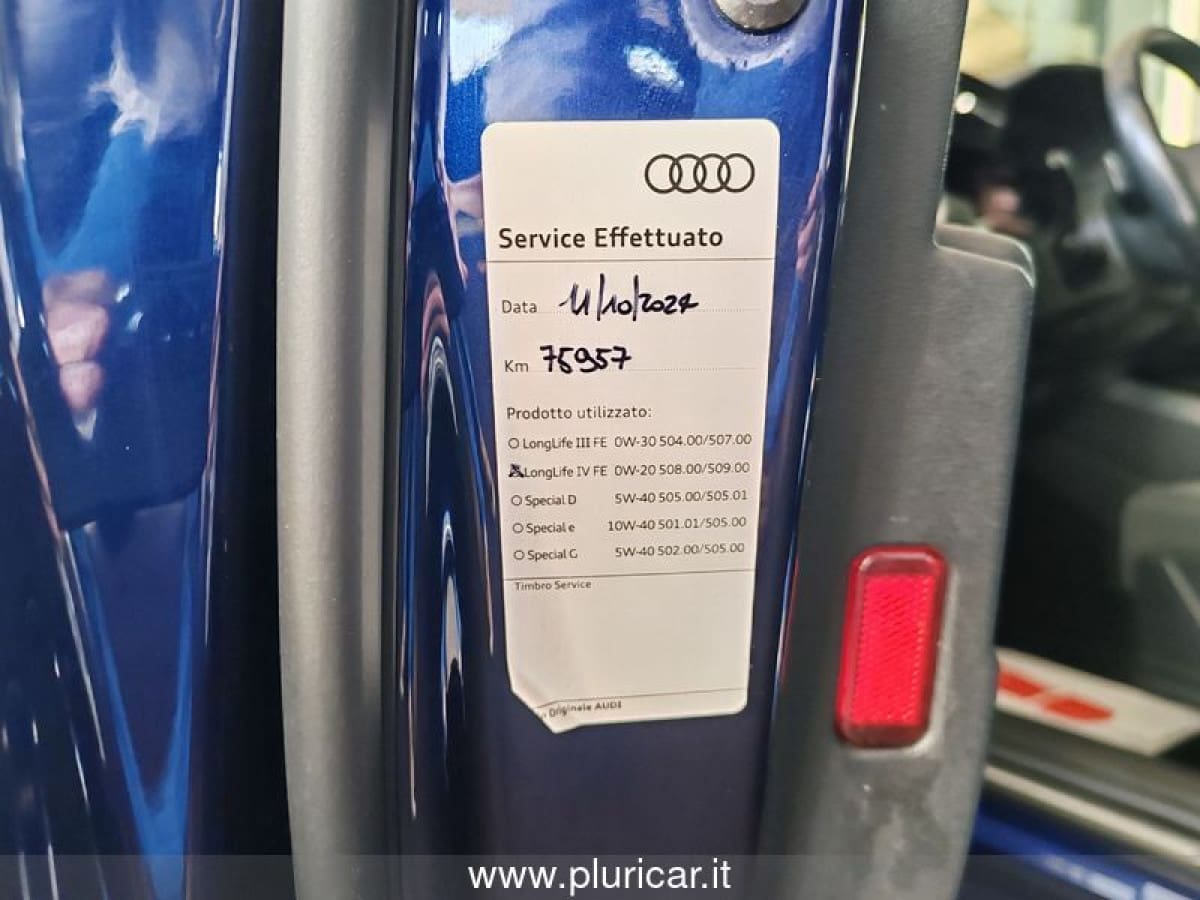 Service Effettuato
Data 11/10/2024
Km 75957
Prodotto utilizzato:
LongLife III FE 0W-30 504.00/507.00
LongLife IV FE 0W-20 508.00/509.00
Special D 5W-40 505.00/505.01
Special e 10W-40 501.01/505.00
Special G 5W-40 502.00/505.00
Timbro Service
Originale AUDI
www.pluricar.it